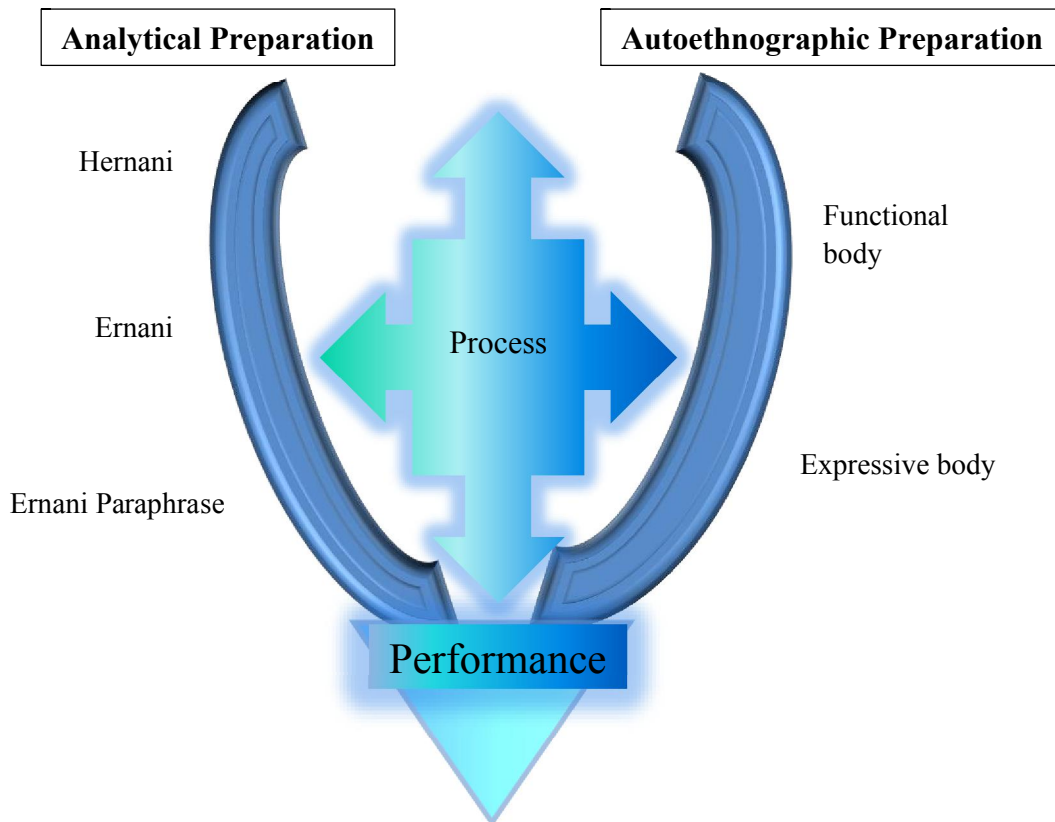 Analytical Preparation
Autoethnographic Preparation
Hernani
Functional
body
Ernani
Process
Expressive body
Ernani Paraphrase
Performance